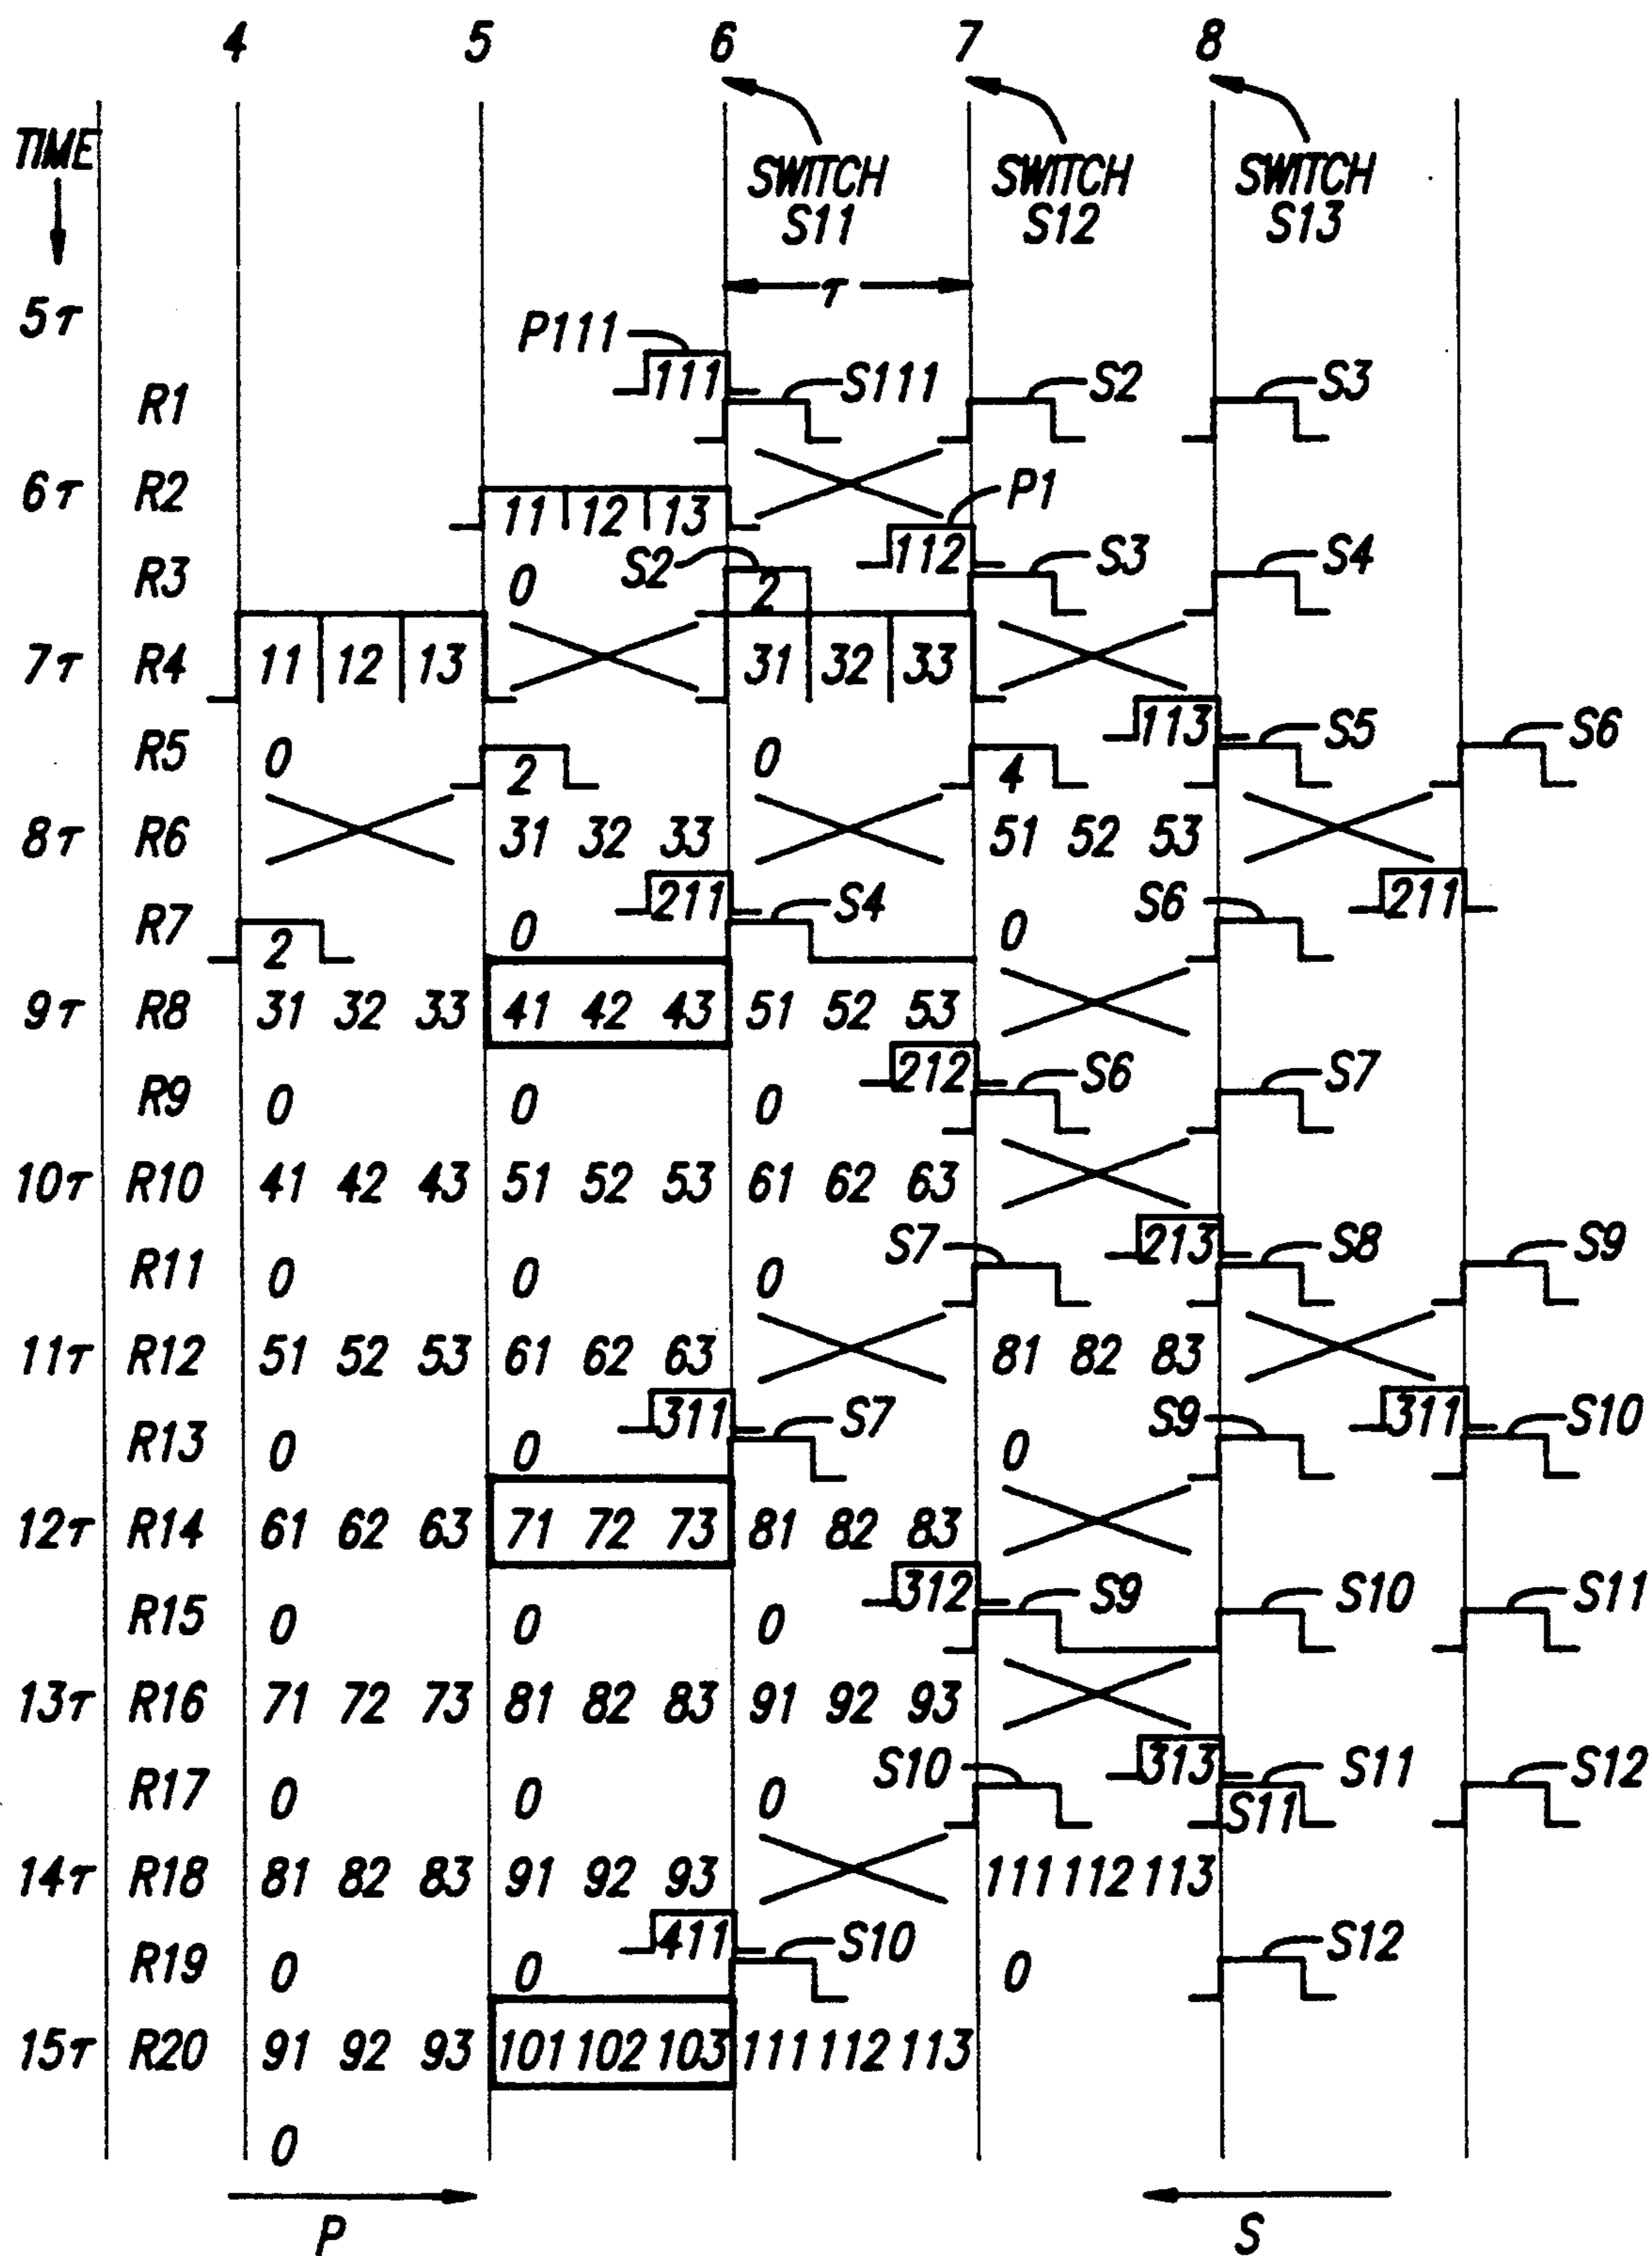 4 5 6 7 8
TIME
SWITCH S11 SWITCH S12 SWITCH S13
τ
5τ
P111
111 S111 S2 S3
R1
6τ R2 11 12 13 P1
112
R3 0 S2 2 S3 S4
7τ R4 11 12 13 31 32 33
113
R5 0 2 0 4 S5 S6
8τ R6 31 32 33 51 52 53
211 S4 S6 211
R7 2 0 0
9τ R8 31 32 33 41 42 43 51 52 53
212
R9 0 0 0 S6 S7
10τ R10 41 42 43 51 52 53 61 62 63
213
R11 0 0 0 S7 S8 S9
11τ R12 51 52 53 61 62 63 81 82 83
311 311
R13 0 0 S7 0 S9 S10
12τ R14 61 62 63 71 72 73 81 82 83
312
R15 0 0 0 S9 S10 S11
13τ R16 71 72 73 81 82 83 91 92 93
313
R17 0 0 0 S10 S11 S12
S11
14τ R18 81 82 83 91 92 93 111 112 113
411
R19 0 0 S10 0 S12
15τ R20 91 92 93 101 102 103 111 112 113
0
P S